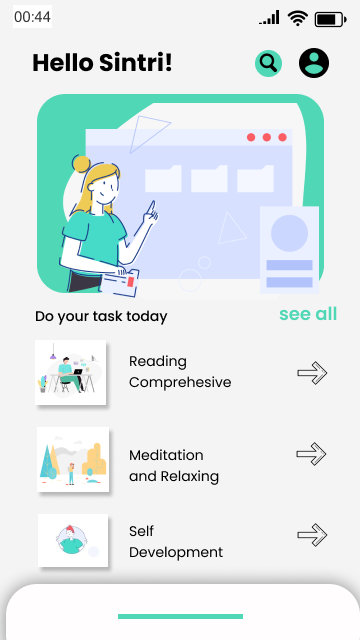 00:44
Hello Sintri!
Do your task today
see all
Reading
Comprehesive
Meditation
and Relaxing
Self
Development